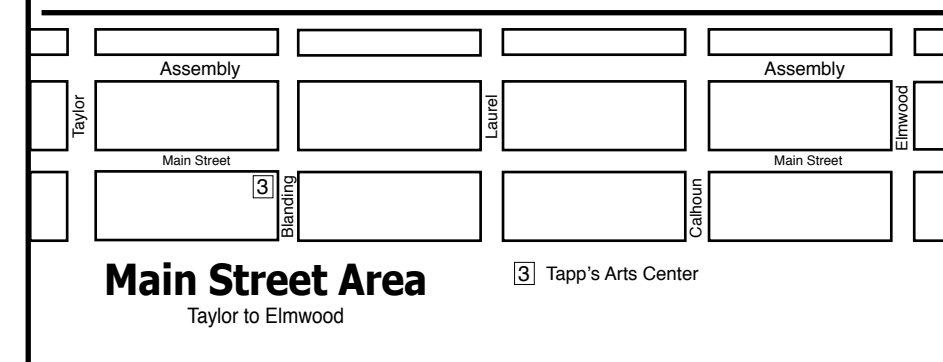 Assembly
Assembly
Taylor
Laurel
Elmwood
Main Street
Main Street
3
Blanding
Calhoun
Main Street Area
Taylor to Elmwood
3 Tapp's Arts Center